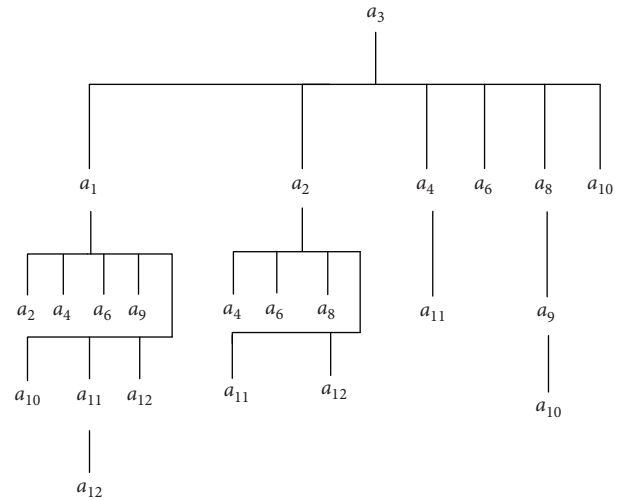 a₃
a₁ a₂ a₄ a₆ a₈ a₁₀
a₂ a₄ a₆ a₉ a₄ a₆ a₈ a₁₁ a₉
a₁₀ a₁₁ a₁₂ a₁₁ a₁₂ a₁₀
a₁₂